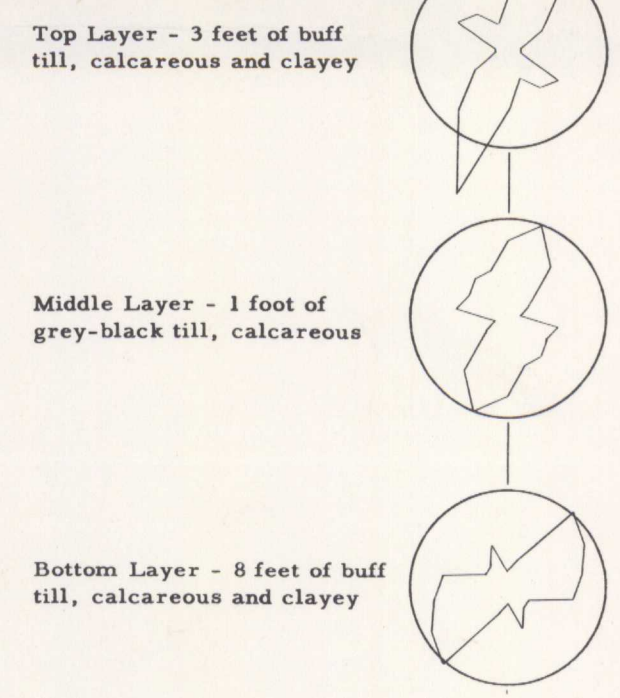 Top Layer - 3 feet of buff
till, calcareous and clayey
Middle Layer - 1 foot of
grey-black till, calcareous
Bottom Layer - 8 feet of buff
till, calcareous and clayey